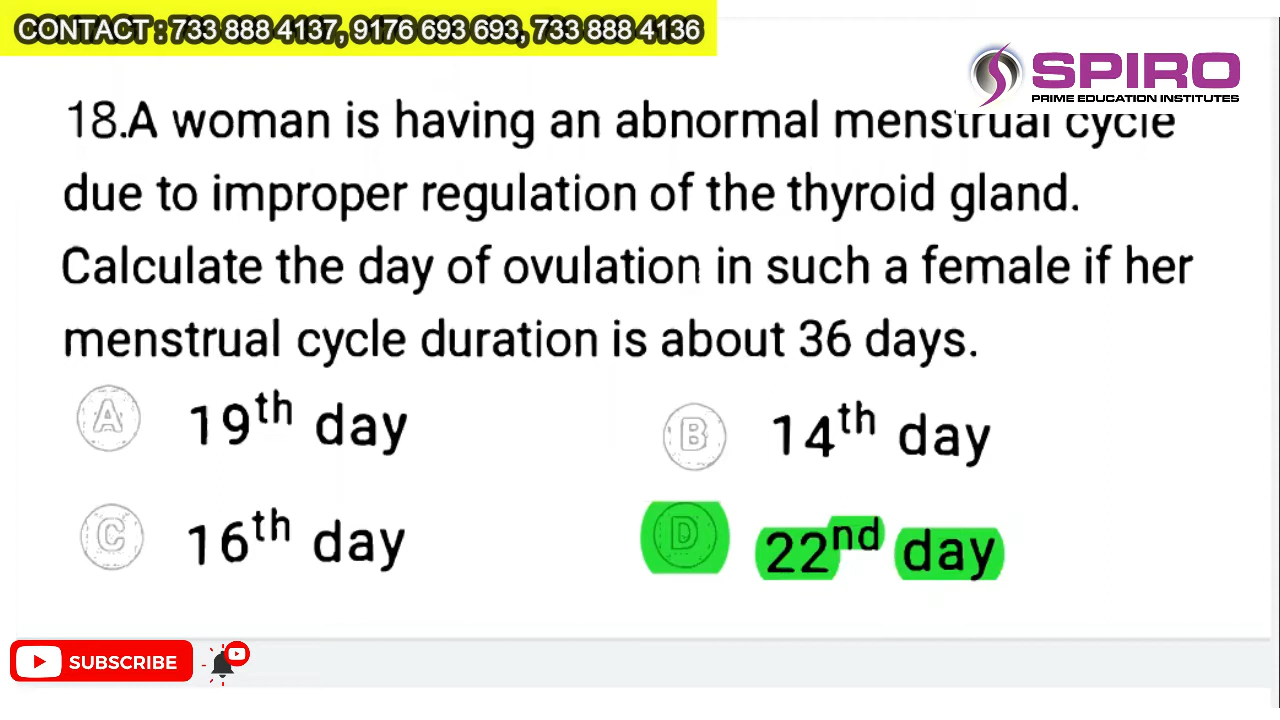 CONTACT : 733 888 4137, 9176 693 693, 733 888 4136
SPIRO
PRIME EDUCATION INSTITUTES
18.A woman is having an abnormal menstrual cycle
due to improper regulation of the thyroid gland.
Calculate the day of ovulation in such a female if her
menstrual cycle duration is about 36 days.
A 19th day
B 14th day
C 16th day
D 22nd day
SUBSCRIBE